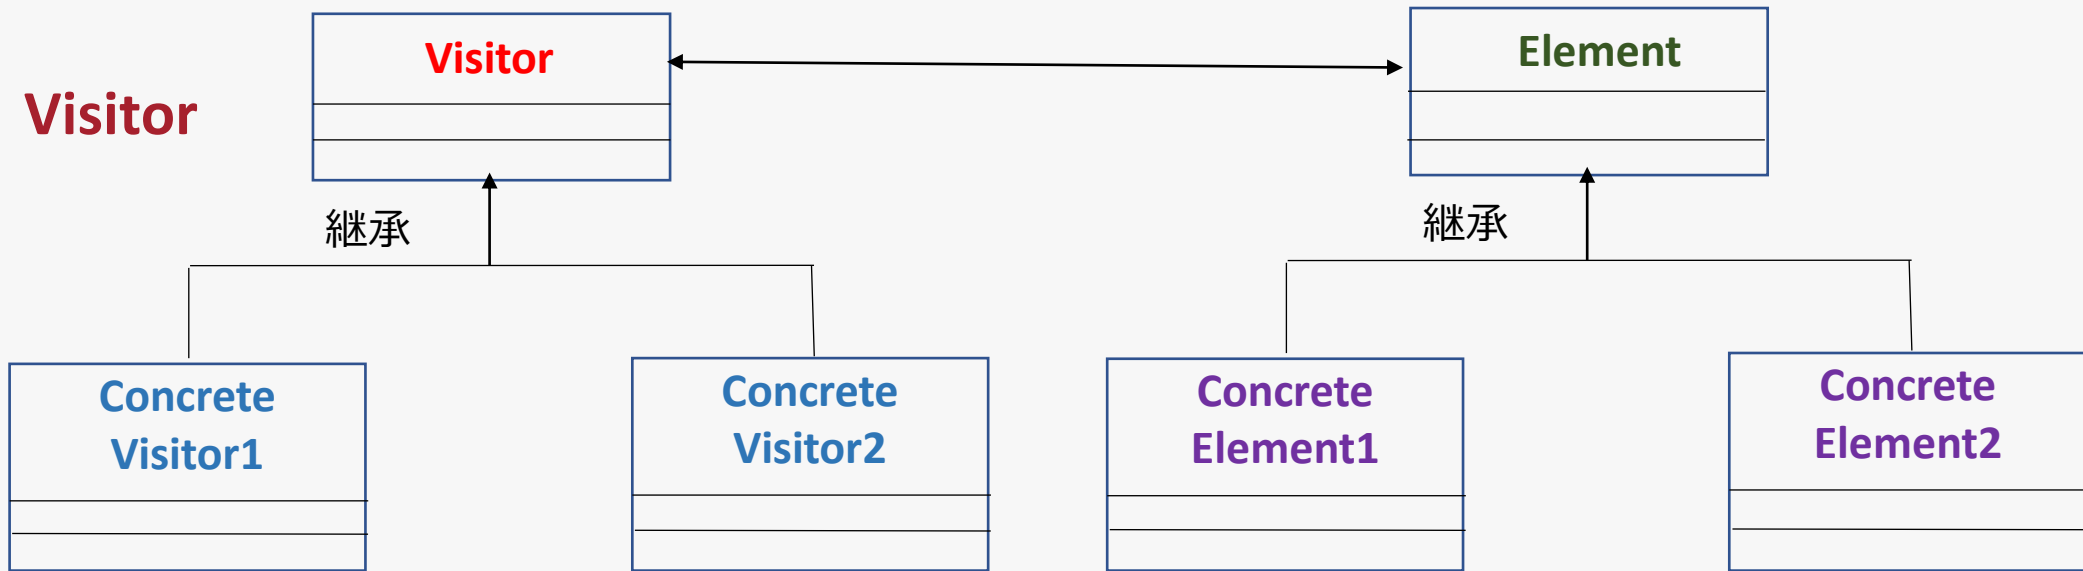 Visitor
Visitor
Element
継承
継承
Concrete
Visitor1
Concrete
Visitor2
Concrete
Element1
Concrete
Element2